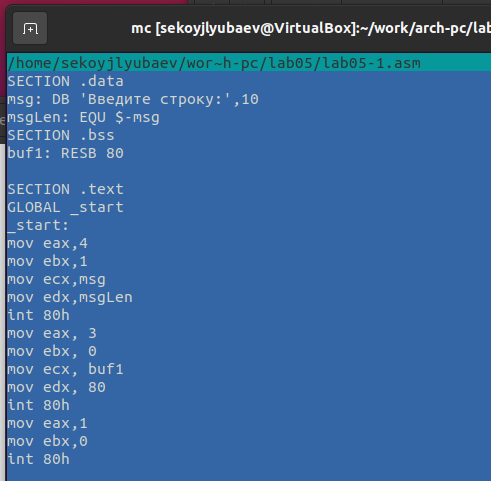 mc [sekoyjlyubaev@VirtualBox]:~/work/arch-pc/lab
/home/sekoyjlyubaev/wor~h-pc/lab05/lab05-1.asm
SECTION .data
msg: DB 'Введите строку:',10
msgLen: EQU $-msg
SECTION .bss
buf1: RESB 80
SECTION .text
GLOBAL _start
_start:
mov eax,4
mov ebx,1
mov ecx,msg
mov edx,msgLen
int 80h
mov eax, 3
mov ebx, 0
mov ecx, buf1
mov edx, 80
int 80h
mov eax,1
mov ebx,0
int 80h